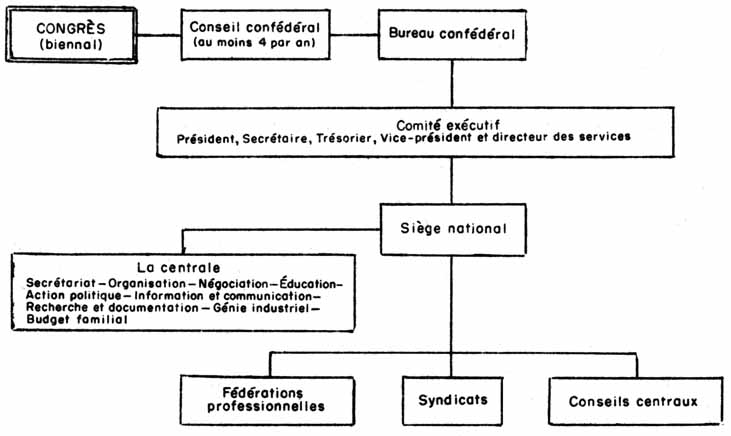 CONGRÈS
(biennal)
Conseil confédéral
(au moins 4 par an)
Bureau confédéral
Comité exécutif
Président, Secrétaire, Trésorier, Vice-président et directeur des services
Siège national
La centrale
Secrétariat—Organisation—Négociation—Éducation—
Action politique—Information et communication—
Recherche et documentation—Génie industriel—
Budget familial
Fédérations
professionnelles
Syndicats
Conseils centraux